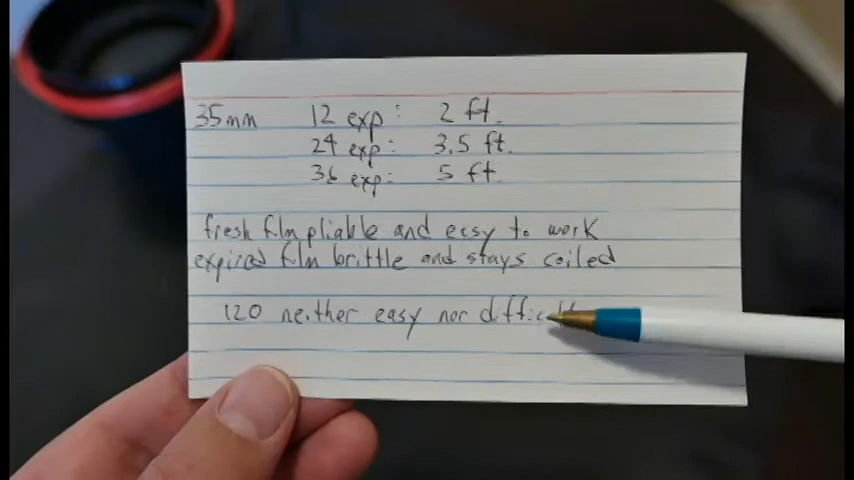 35mm 12 exp: 2 ft.
24 exp: 3.5 ft.
36 exp: 5 ft.
fresh film pliable and easy to work
expired film brittle and stays coiled
120 neither easy nor difficult